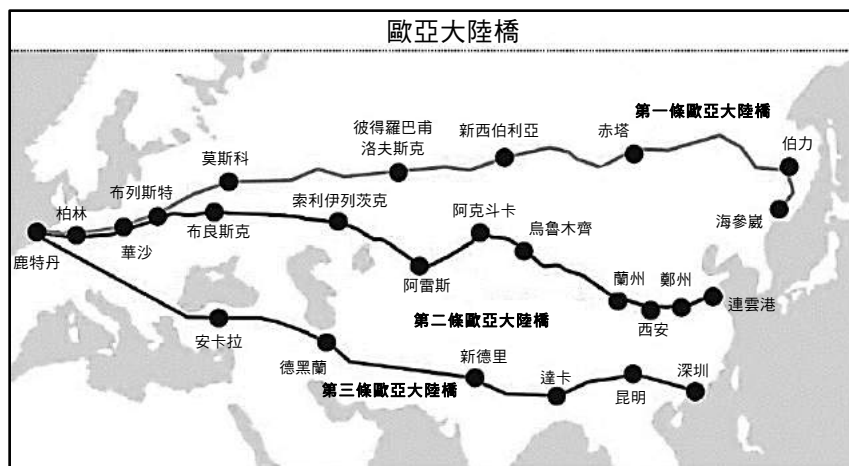 歐亞大陸橋
第一條歐亞大陸橋
彼得羅巴甫
洛夫斯克
新西伯利亞
赤塔
伯力
莫斯科
布列斯特
柏林
索利伊列茨克
阿克斗卡
烏魯木齊
海參崴
鹿特丹
華沙
布良斯克
阿雷斯
蘭州
鄭州
連雲港
西安
第二條歐亞大陸橋
安卡拉
德黑蘭
新德里
第三條歐亞大陸橋
達卡
昆明
深圳